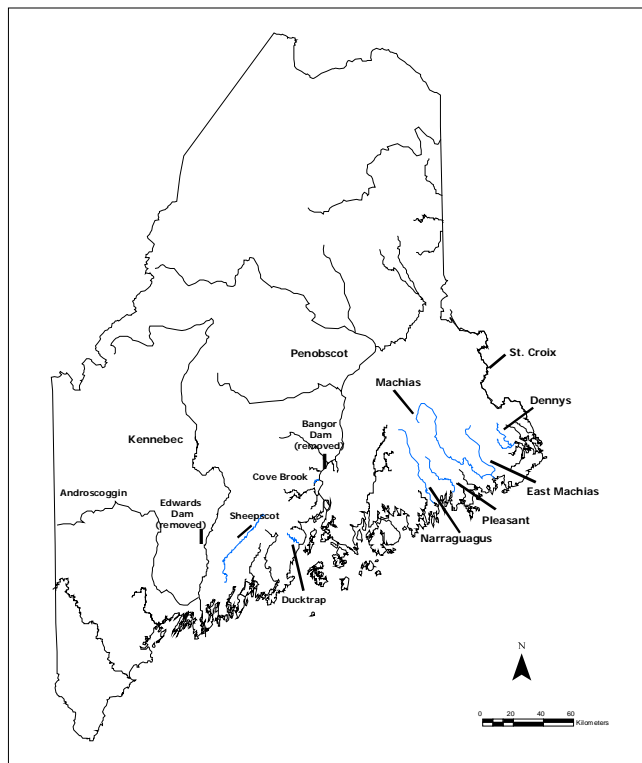 St. Croix
Penobscot
Machias
Dennys
Bangor
Dam
(removed)
Kennebec
Cove Brook
Androscoggin
Edwards
Dam
(removed)
Sheepscot
East Machias
Pleasant
Narraguagus
Ducktrap
N
0 20 40 60
Kilometers